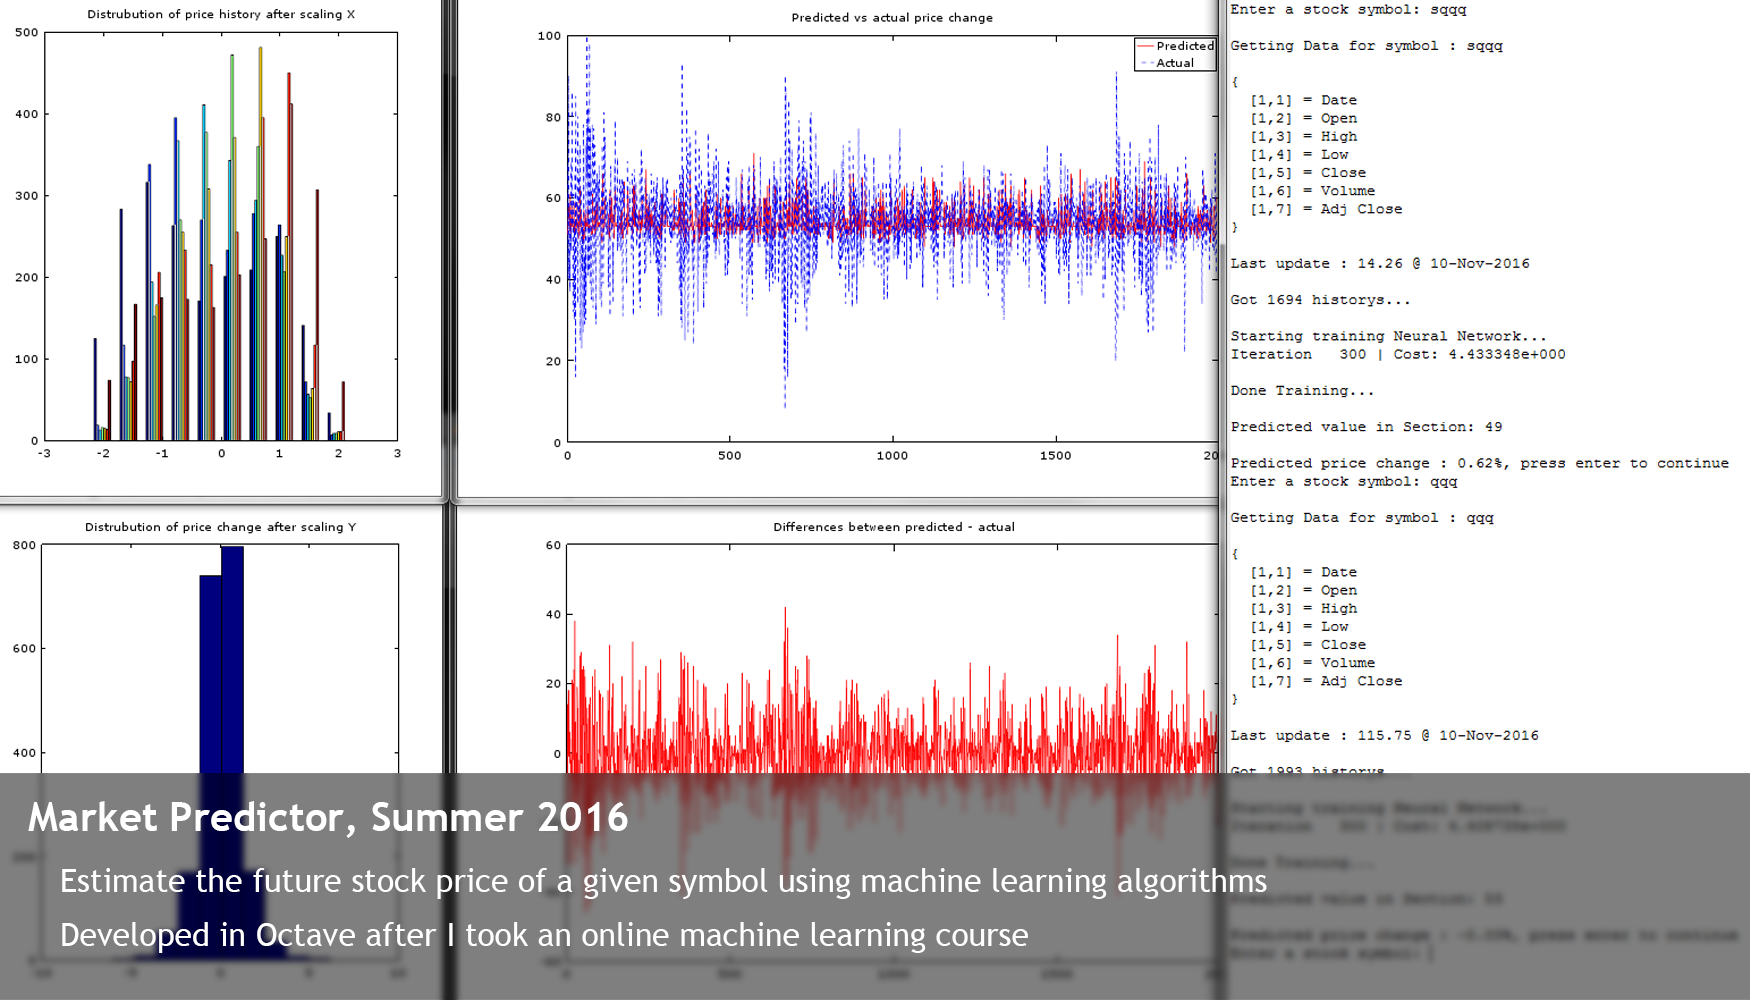 Distrubution of price history after scaling X
500
400
300
200
100
0
-3 -2 -1 0 1 2 3
Predicted vs actual price change
Predicted
Actual
100
80
60
40
20
0
0 500 1000 1500
Distrubution of price change after scaling Y
800
600
400
Differences between predicted - actual
60
40
20
0
Enter a stock symbol: sqqq
Getting Data for symbol : sqqq
{
[1,1] = Date
[1,2] = Open
[1,3] = High
[1,4] = Low
[1,5] = Close
[1,6] = Volume
[1,7] = Adj Close
}
Last update : 14.26 @ 10-Nov-2016
Got 1694 historys...
Starting training Neural Network...
Iteration 300 | Cost: 4.433348e+000
Done Training...
Predicted value in Section: 49
Predicted price change : 0.62%, press enter to continue
Enter a stock symbol: qqq
Getting Data for symbol : qqq
{
[1,1] = Date
[1,2] = Open
[1,3] = High
[1,4] = Low
[1,5] = Close
[1,6] = Volume
[1,7] = Adj Close
}
Last update : 115.75 @ 10-Nov-2016
Got 1993 historys
Starting training Neural Network...
Done Training...
Enter a stock symbol:
Market Predictor, Summer 2016
Estimate the future stock price of a given symbol using machine learning algorithms
Developed in Octave after I took an online machine learning course